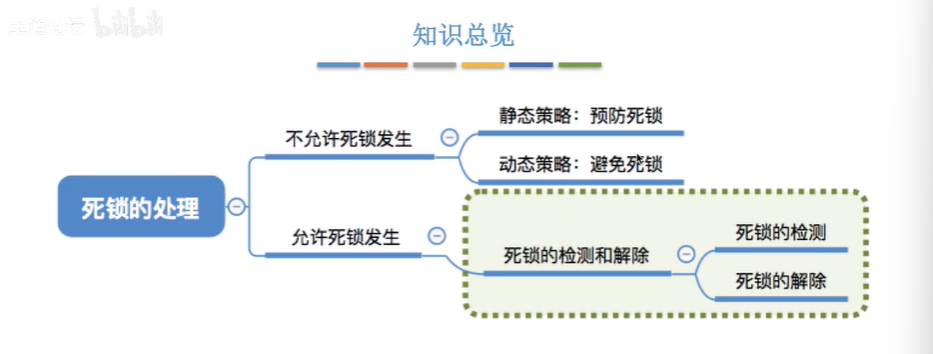 知识总览
不允许死锁发生
静态策略：预防死锁
动态策略：避免死锁
死锁的处理
允许死锁发生
死锁的检测和解除
死锁的检测
死锁的解除